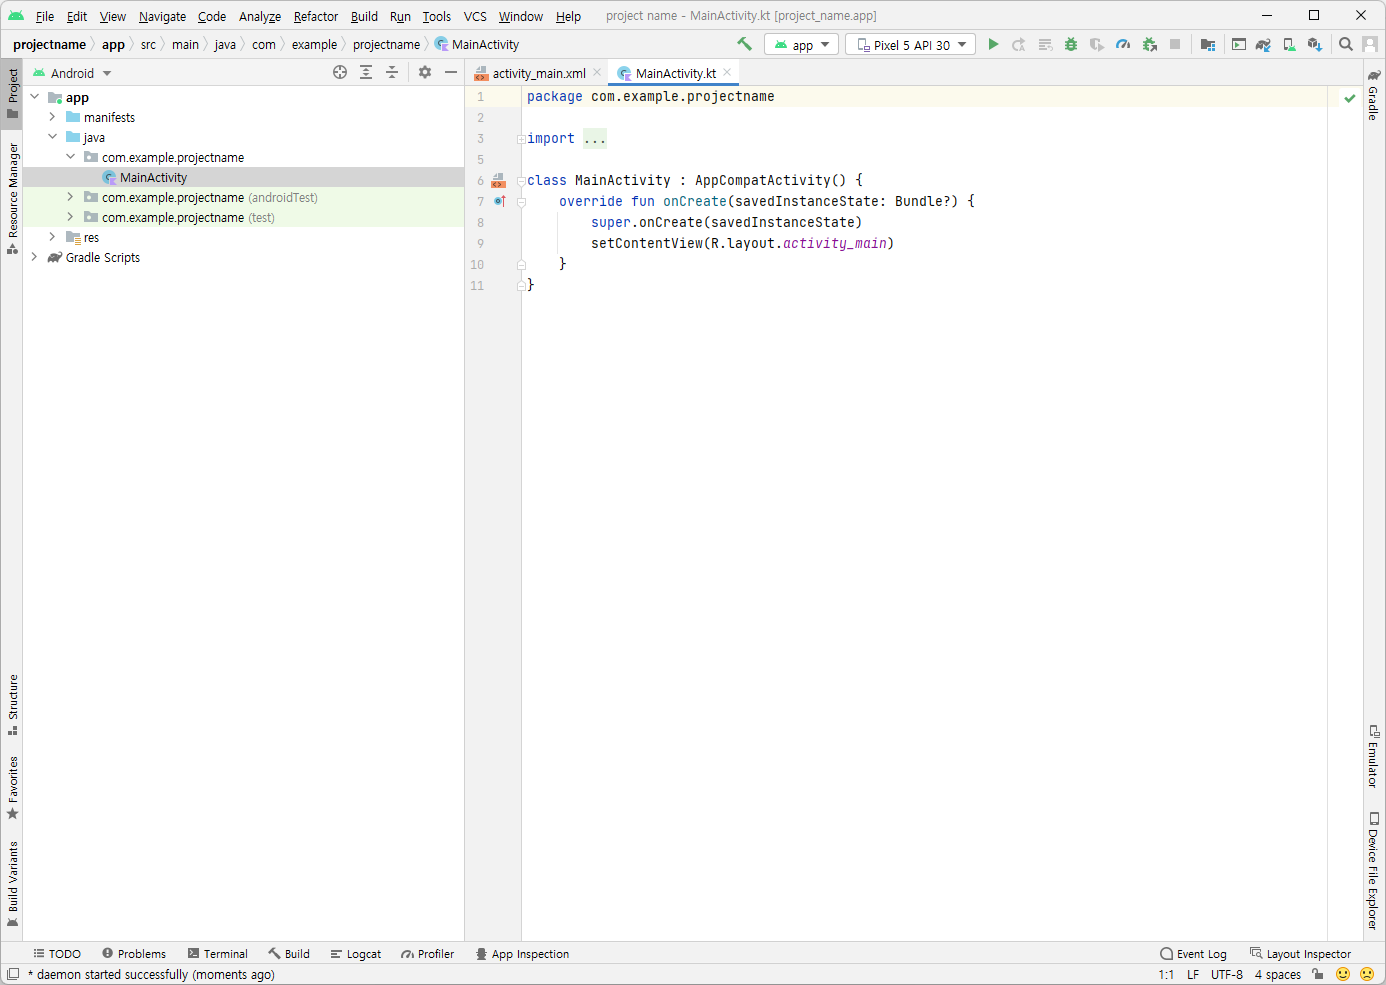 File Edit View Navigate Code Analyze Refactor Build Run Tools VCS Window Help project name - MainActivity.kt [project_name.app]
projectname app src main java com example projectname MainActivity app Pixel 5 API 30
Project
Resource Manager
Structure
Favorites
Build Variants
Android
app
manifests
java
com.example.projectname
MainActivity
com.example.projectname (androidTest)
com.example.projectname (test)
res
Gradle Scripts
activity_main.xml MainActivity.kt
1 package com.example.projectname
2
3 import ...
5
6 class MainActivity : AppCompatActivity() {
7 override fun onCreate(savedInstanceState: Bundle?) {
8 super.onCreate(savedInstanceState)
9 setContentView(R.layout.activity_main)
10 }
11 }
Gradle
Emulator
Device File Explorer
TODO Problems Terminal Build Logcat Profiler App Inspection Event Log Layout Inspector
* daemon started successfully (moments ago) 1:1 LF UTF-8 4 spaces